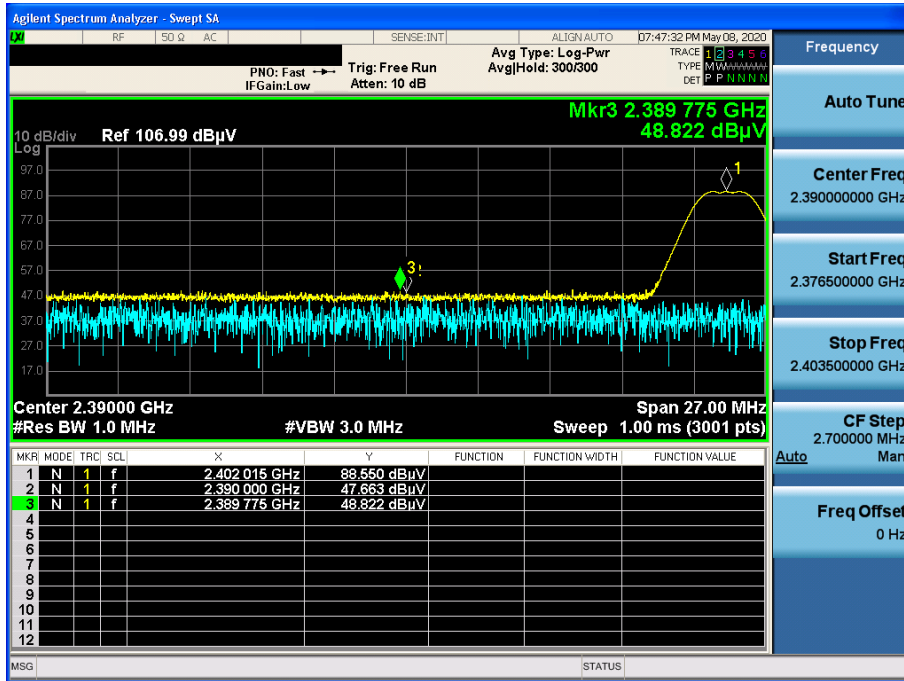 Agilent Spectrum Analyzer - Swept SA
LXI RF 50 Ω AC SENSE:INT ALIGN AUTO 07:47:32 PM May 08, 2020
Frequency
PNO: Fast Trig: Free Run Avg Type: Log-Pwr TRACE 1 2 3 4 5 6
IFGain:Low Atten: 10 dB Avg|Hold: 300/300 TYPE M W W W W W
DET P P N N N N
Auto Tune
Mkr3 2.389 775 GHz
48.822 dBµV
10 dB/div Ref 106.99 dBµV
Log
97.0
87.0
77.0
67.0
57.0
47.0
37.0
27.0
17.0
1
3
Center Freq
2.390000000 GHz
Start Freq
2.376500000 GHz
Stop Freq
2.403500000 GHz
Center 2.39000 GHz Span 27.00 MHz
#Res BW 1.0 MHz #VBW 3.0 MHz Sweep 1.00 ms (3001 pts)
CF Step
2.700000 MHz
Auto Man
Freq Offset
0 Hz
MKR MODE TRC SCL X Y FUNCTION FUNCTION WIDTH FUNCTION VALUE
1 N 1 f 2.402 015 GHz 88.550 dBµV
2 N 1 f 2.390 000 GHz 47.663 dBµV
3 N 1 f 2.389 775 GHz 48.822 dBµV
4
5
6
7
8
9
10
11
12
MSG STATUS